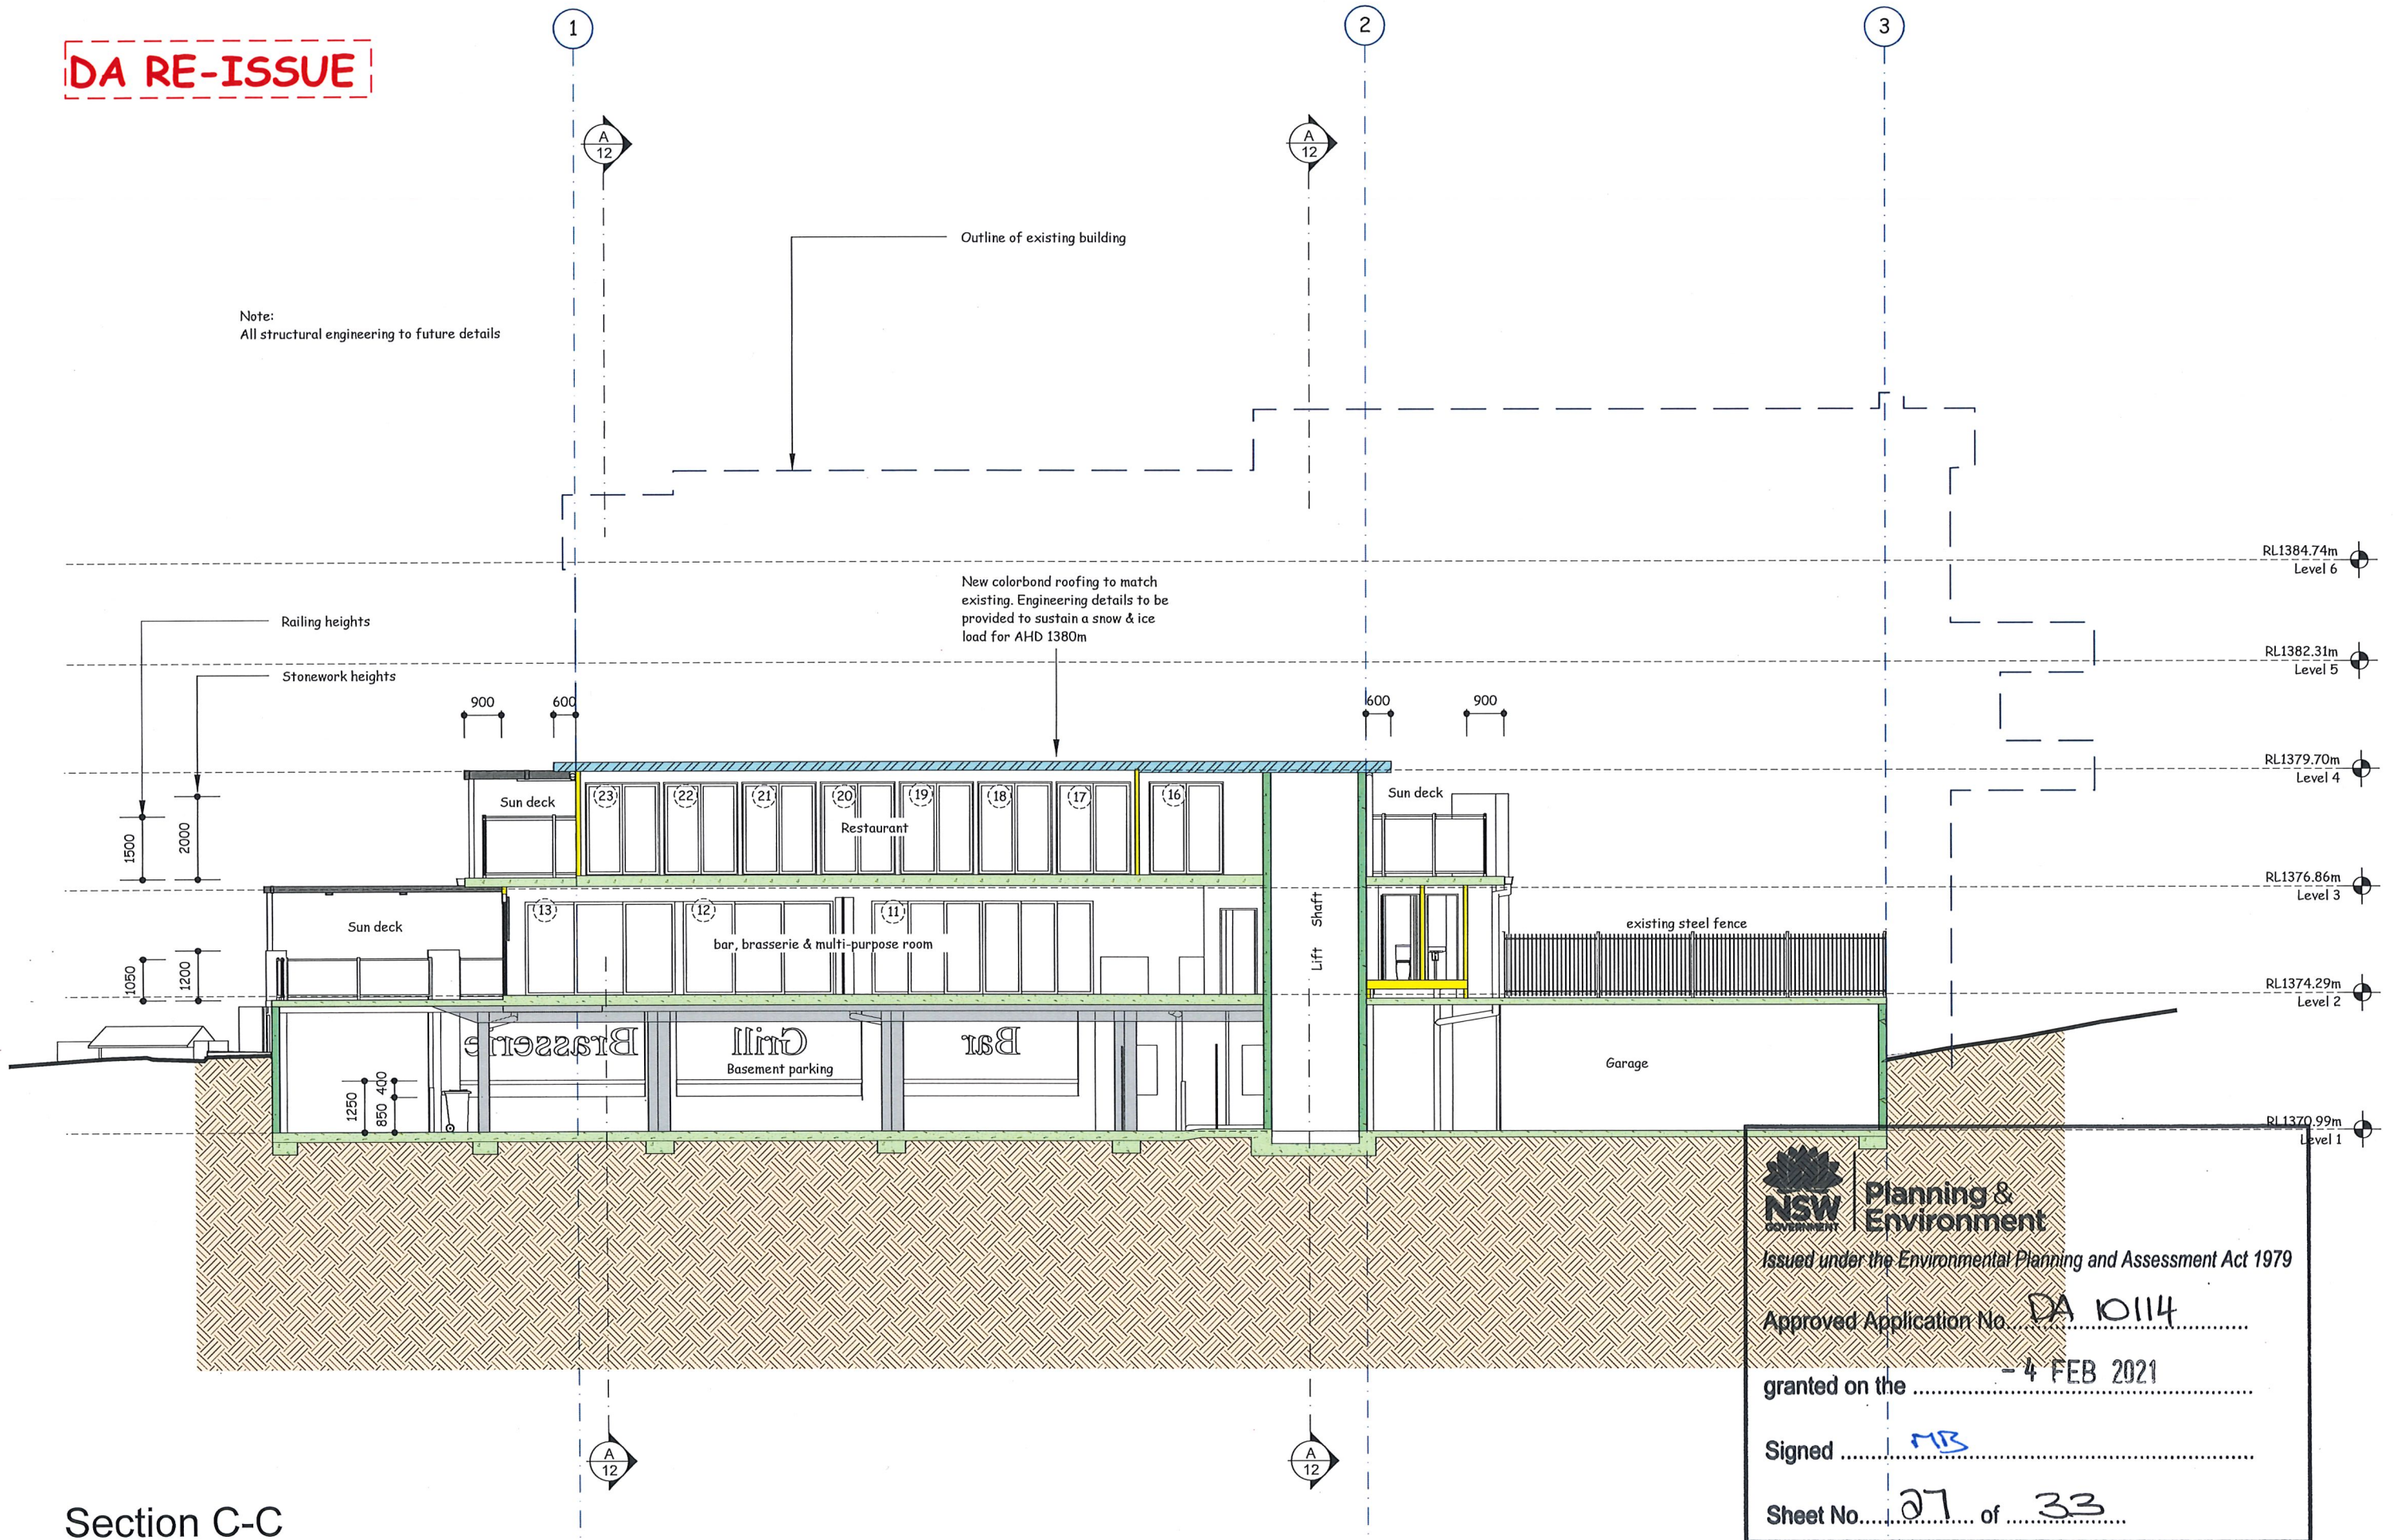 DA RE-ISSUE
1
2
3
A
12
A
12
Outline of existing building
Note:
All structural engineering to future details
RL1384.74m
Level 6
New colorbond roofing to match
existing. Engineering details to be
provided to sustain a snow & ice
load for AHD 1380m
Railing heights
RL1382.31m
Level 5
Stonework heights
900
600
600
900
RL1379.70m
Level 4
Sun deck
23
22
21
20
19
18
17
16
Sun deck
Restaurant
1500
2000
RL1376.86m
Level 3
13
12
11
Lift Shaft
existing steel fence
Sun deck
bar, brasserie & multi-purpose room
1050
1200
RL1374.29m
Level 2
Brasserie
Grill
Bar
Basement parking
Garage
1250
850
400
RL1370.99m
Level 1
NSW
GOVERNMENT
Planning &
Environment
Issued under the Environmental Planning and Assessment Act 1979
Approved Application No. DA 10114
granted on the - 4 FEB 2021
Signed MB
Sheet No. 27 of 33
A
12
A
12
Section C-C